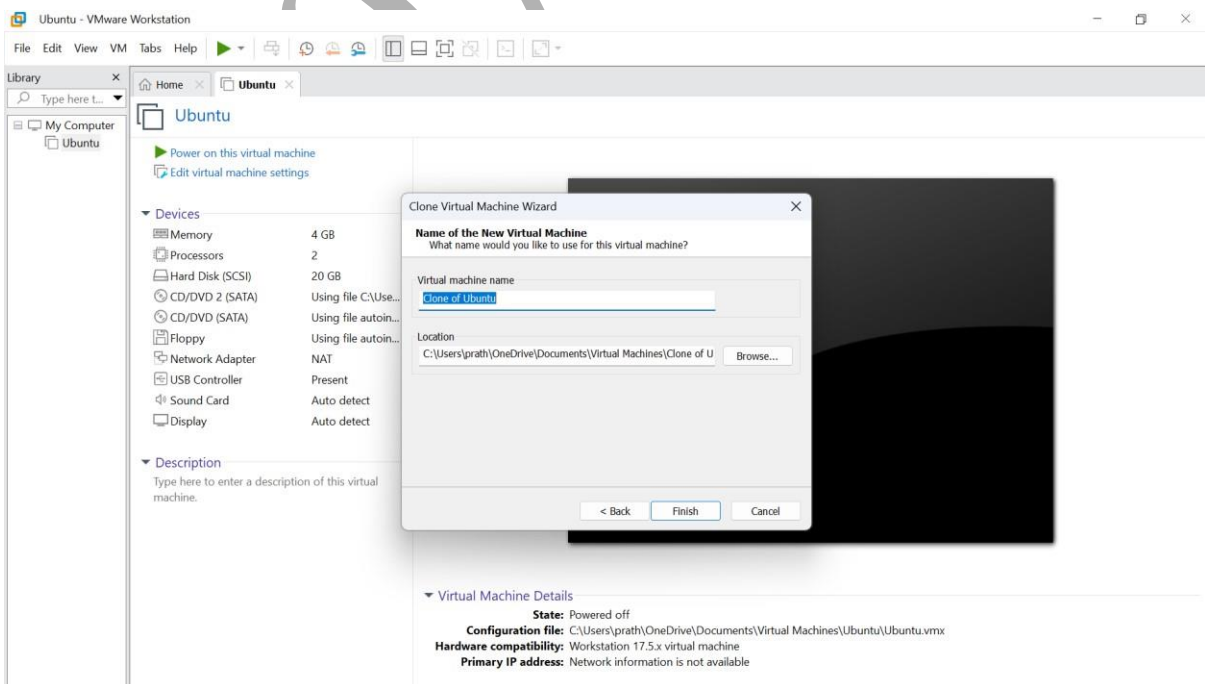 Ubuntu - VMware Workstation
File Edit View VM Tabs Help
Library
Type here t...
My Computer
Ubuntu
Home
Ubuntu
Ubuntu
Power on this virtual machine
Edit virtual machine settings
Devices
Memory 4 GB
Processors 2
Hard Disk (SCSI) 20 GB
CD/DVD 2 (SATA) Using file C:\Use...
CD/DVD (SATA) Using file autoin...
Floppy Using file autoin...
Network Adapter NAT
USB Controller Present
Sound Card Auto detect
Display Auto detect
Description
Type here to enter a description of this virtual
machine.
Clone Virtual Machine Wizard
Name of the New Virtual Machine
What name would you like to use for this virtual machine?
Virtual machine name
Clone of Ubuntu
Location
C:\Users\prath\OneDrive\Documents\Virtual Machines\Clone of U
Browse...
< Back Finish Cancel
Virtual Machine Details
State: Powered off
Configuration file: C:\Users\prath\OneDrive\Documents\Virtual Machines\Ubuntu\Ubuntu.vmx
Hardware compatibility: Workstation 17.5.x virtual machine
Primary IP address: Network information is not available